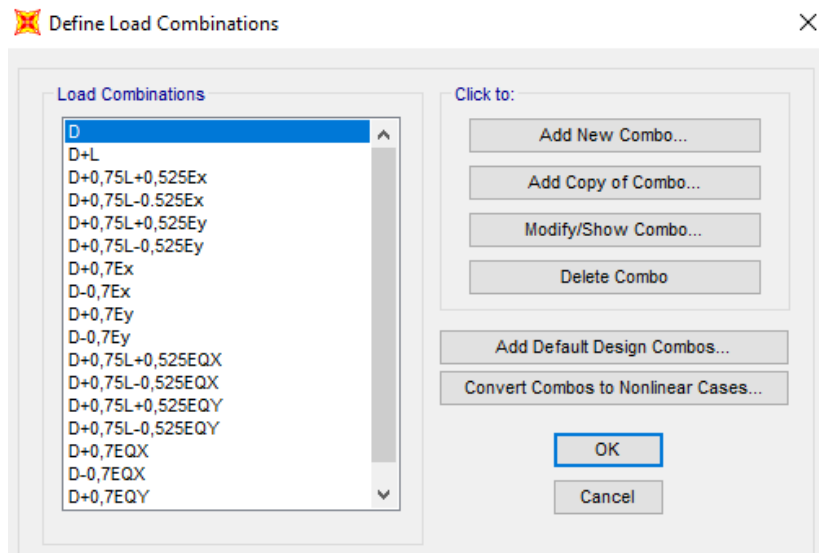 Define Load Combinations
Load Combinations
D
D+L
D+0,75L+0,525Ex
D+0,75L-0.525Ex
D+0,75L+0,525Ey
D+0,75L-0,525Ey
D+0,7Ex
D-0,7Ex
D+0,7Ey
D-0,7Ey
D+0,75L+0,525EQX
D+0,75L-0,525EQX
D+0,75L+0,525EQY
D+0,75L-0,525EQY
D+0,7EQX
D-0,7EQX
D+0,7EQY
Click to:
Add New Combo...
Add Copy of Combo...
Modify/Show Combo...
Delete Combo
Add Default Design Combos...
Convert Combos to Nonlinear Cases...
OK
Cancel